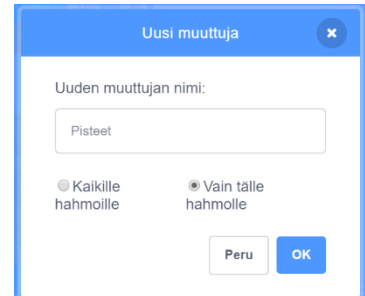 Uusi muuttuja
Uuden muuttujan nimi:
Pisteet
Kaikille hahmoille
Vain tälle hahmolle
Peru
OK